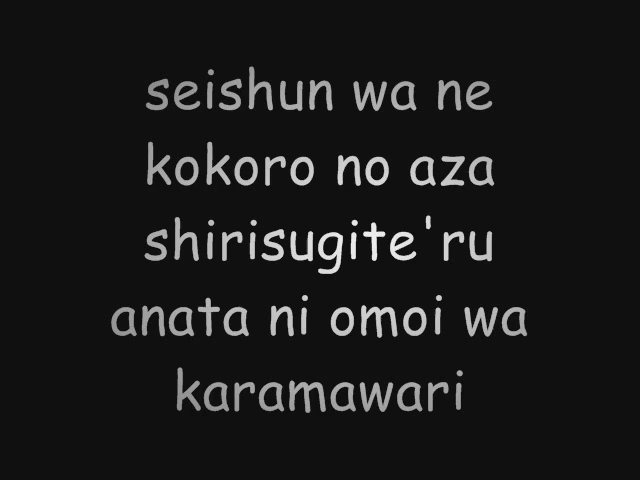 seishun wa ne
kokoro no aza
shirisugite'ru
anata ni omoi wa
karamawari